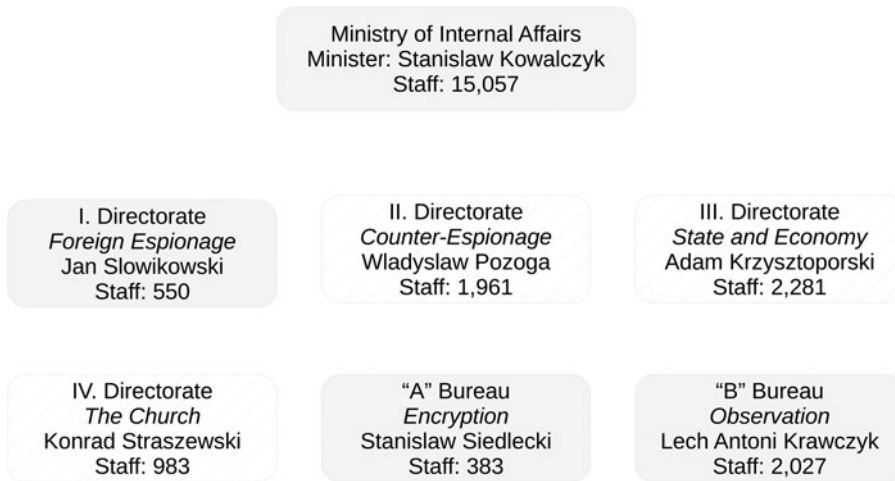 Ministry of Internal Affairs
Minister: Stanislaw Kowalczyk
Staff: 15,057
I. Directorate
Foreign Espionage
Jan Slowikowski
Staff: 550
II. Directorate
Counter-Espionage
Wladyslaw Pozoga
Staff: 1,961
III. Directorate
State and Economy
Adam Krzysztoporski
Staff: 2,281
IV. Directorate
The Church
Konrad Straszewski
Staff: 983
“A” Bureau
Encryption
Stanislaw Siedlecki
Staff: 383
“B” Bureau
Observation
Lech Antoni Krawczyk
Staff: 2,027